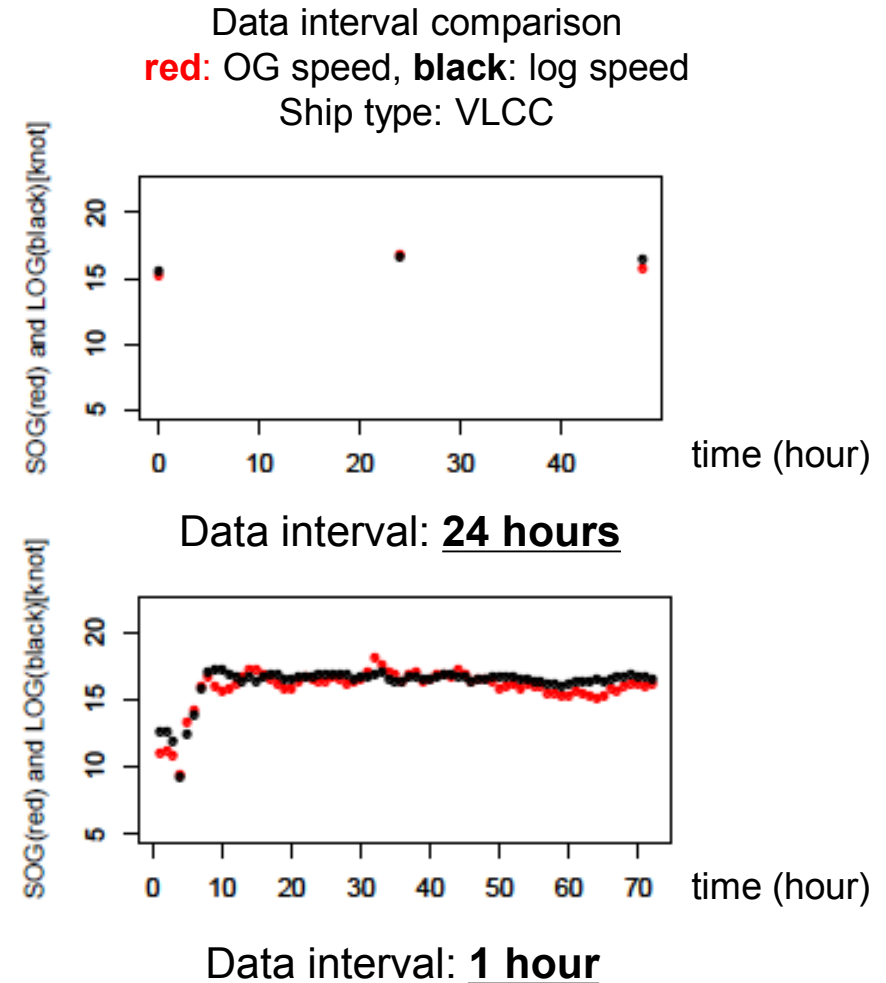 Data interval comparison
red: OG speed, black: log speed
Ship type: VLCC
SOG(red) and LOG(black)[knot]
20
15
10
5
0 10 20 30 40
time (hour)
Data interval: 24 hours
SOG(red) and LOG(black)[knot]
20
15
10
5
0 10 20 30 40 50 60 70
time (hour)
Data interval: 1 hour